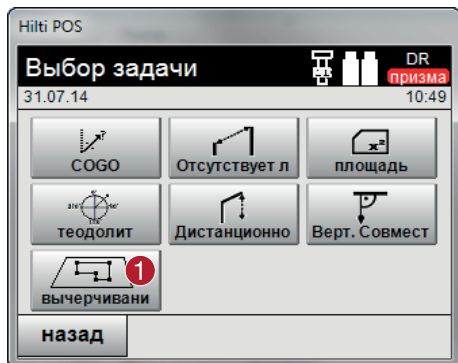 Hilti POS
Выбор задачи
DR
призма
31.07.14 10:49
COGO Отсутствует л площадь
теодолит Дистанционно Верт. Совмест
1
вычерчивани
назад